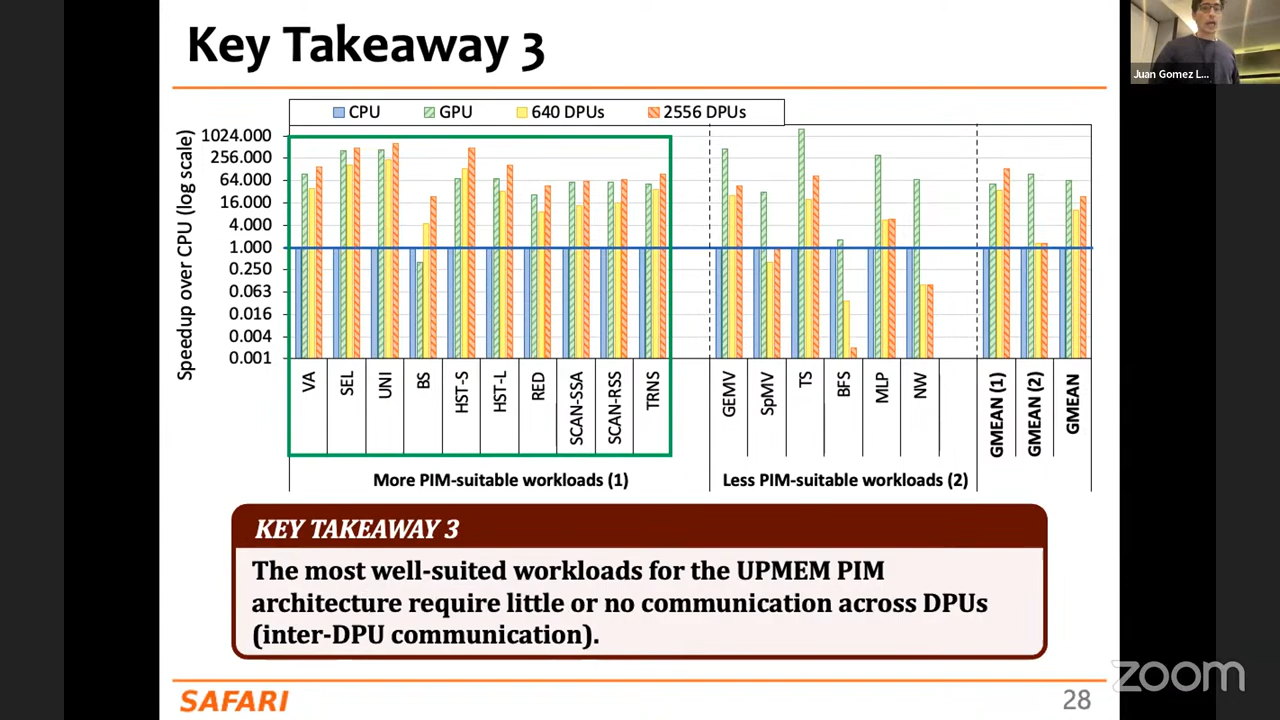 Key Takeaway 3
Juan Gomez L...
CPU GPU 640 DPUs 2556 DPUs
Speedup over CPU (log scale)
1024.000
256.000
64.000
16.000
4.000
1.000
0.250
0.063
0.016
0.004
0.001
VA
SEL
UNI
BS
HST-S
HST-L
RED
SCAN-SSA
SCAN-RSS
TRNS
GEMV
SpMV
TS
BFS
MLP
NW
GMEAN (1)
GMEAN (2)
GMEAN
More PIM-suitable workloads (1)
Less PIM-suitable workloads (2)
KEY TAKEAWAY 3
The most well-suited workloads for the UPMEM PIM
architecture require little or no communication across DPUs
(inter-DPU communication).
SAFARI
28
zoom